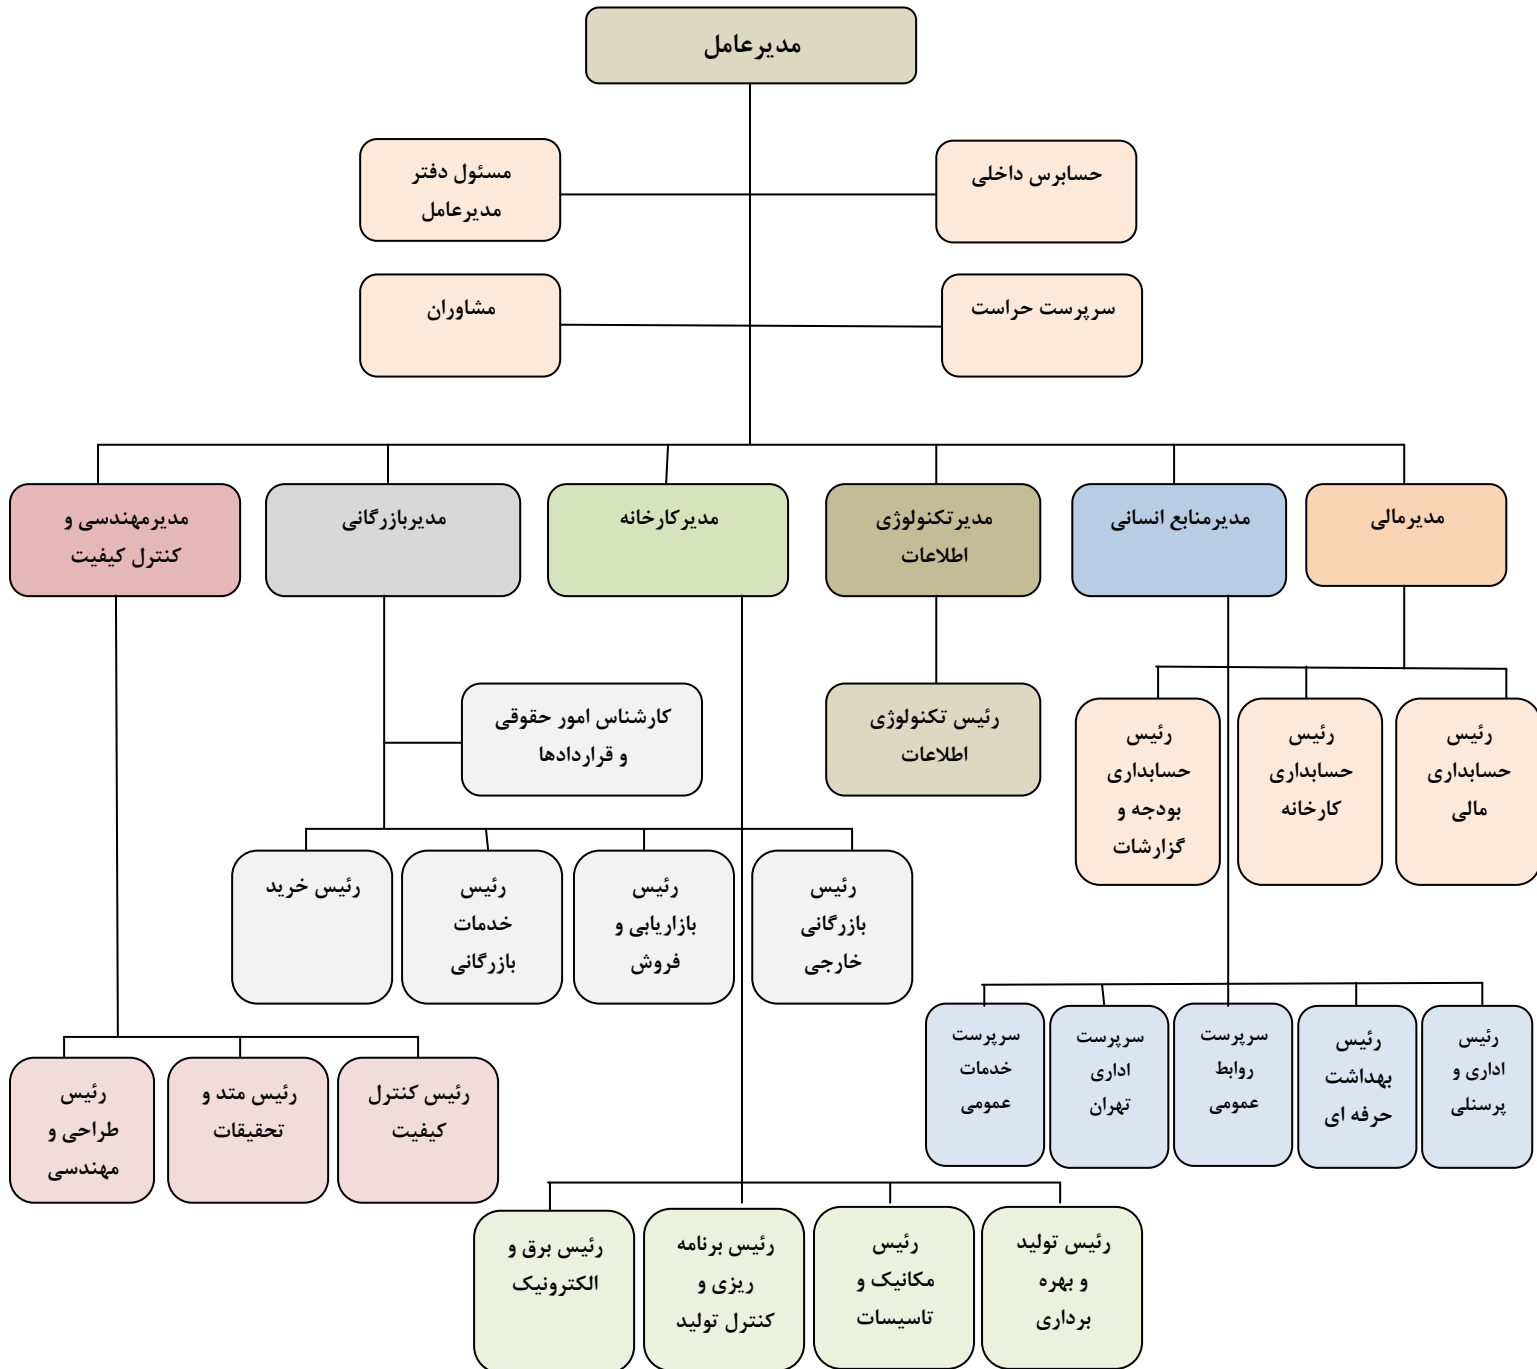 مدیرعامل
حسابرس داخلی
مسئول دفتر
مدیرعامل
سرپرست حراست
مشاوران
مدیرمالی
مدیرمنابع انسانی
مدیرتکنولوژی
اطلاعات
مدیرکارخانه
مدیربازرگانی
مدیرمهندسی و
کنترل کیفیت
رئیس
حسابداری
مالی
رئیس
حسابداری
کارخانه
رئیس
حسابداری
بودجه و
گزارشات
رئیس تکنولوژی
اطلاعات
کارشناس امور حقوقی
و قراردادها
رئیس
بازرگانی
خارجی
رئیس
بازاریابی و
فروش
رئیس
خدمات
بازرگانی
رئیس خرید
رئیس
اداری و
پرسنلی
رئیس
بهداشت
حرفه ای
سرپرست
روابط
عمومی
سرپرست
اداری
تهران
سرپرست
خدمات
عمومی
رئیس کنترل
کیفیت
رئیس متد و
تحقیقات
رئیس
طراحی و
مهندسی
رئیس تولید
و بهره
برداری
رئیس
مکانیک و
تاسیسات
رئیس برنامه
ریزی و
کنترل تولید
رئیس برق و
الکترونیک